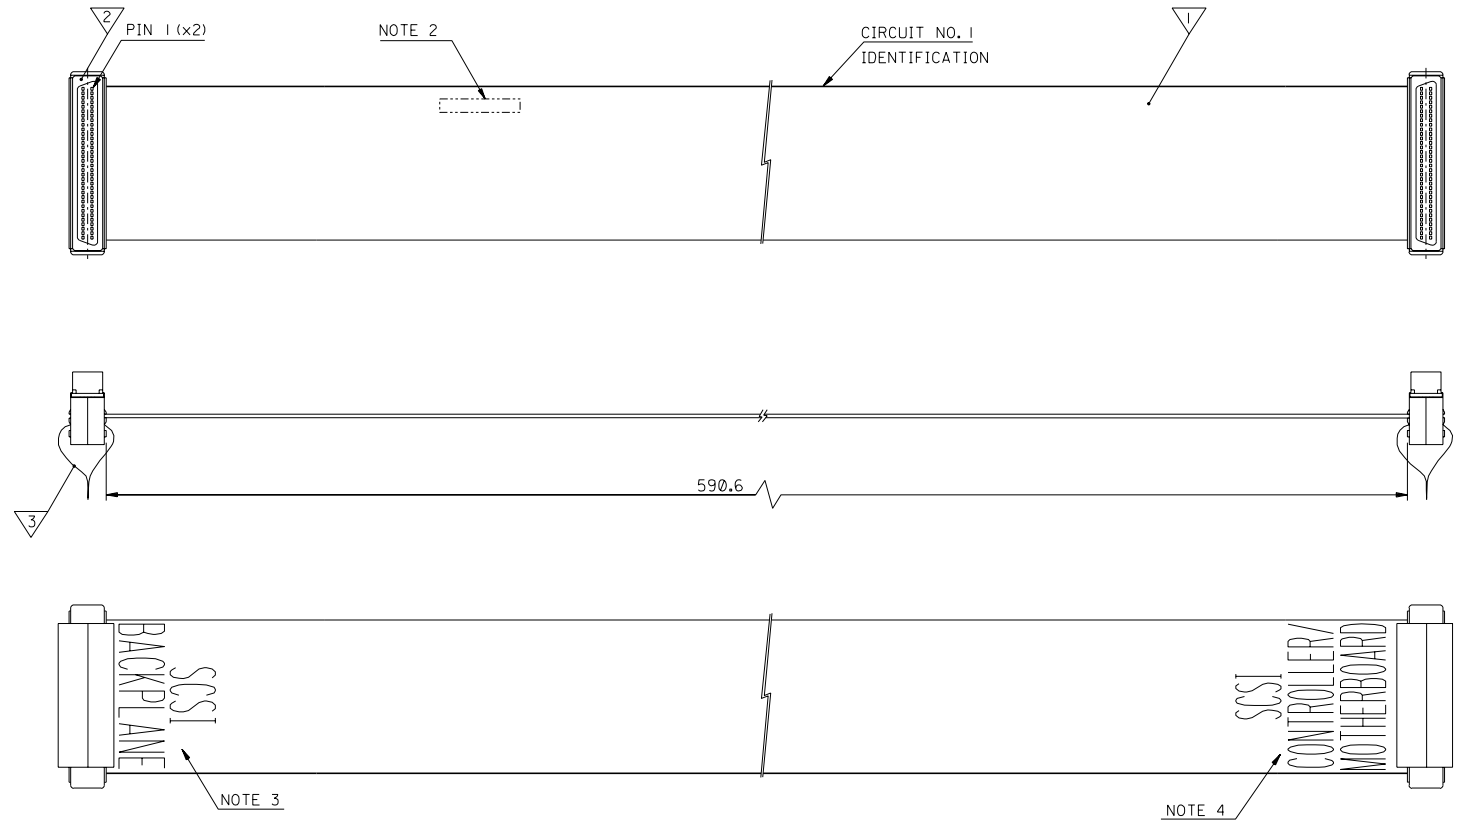 2
PIN 1 (x2)
NOTE 2
CIRCUIT NO. 1
IDENTIFICATION
1
590.6
3
BACKPLANE
SCSI
SCSI
CONTROLLER/
MOTHERBOARD
NOTE 3
NOTE 4